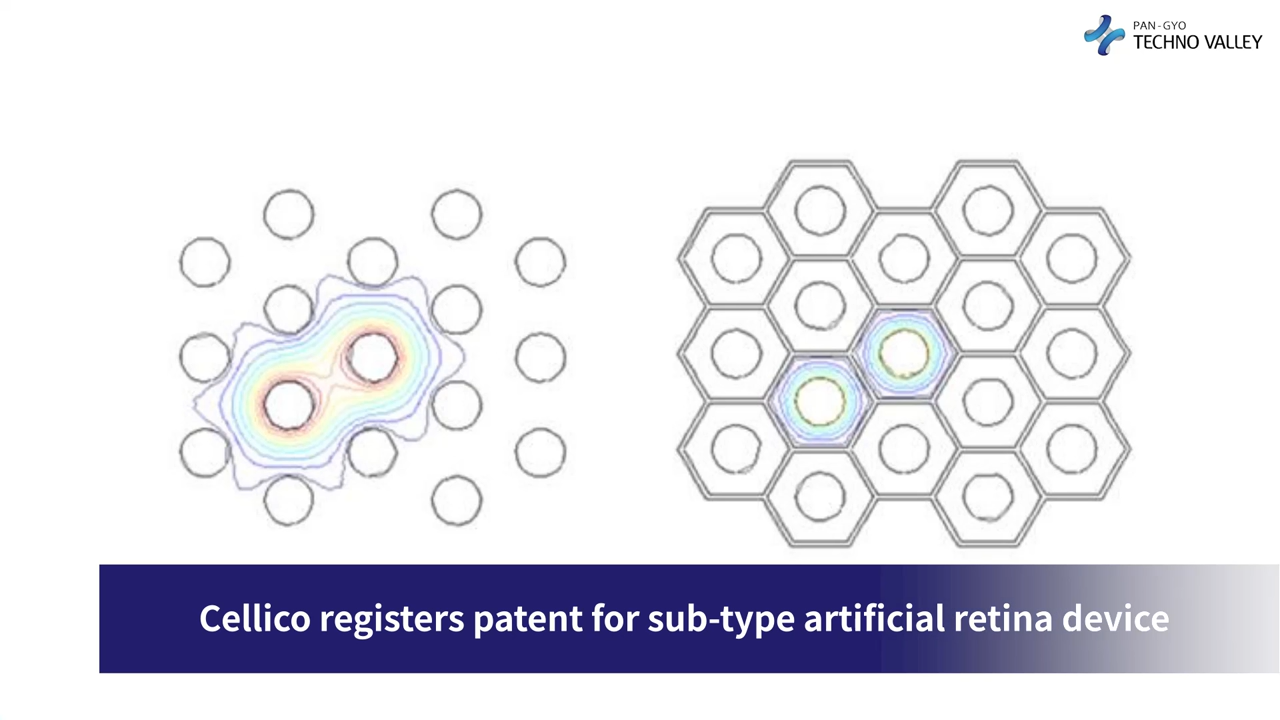 PAN-GYO
TECHNO VALLEY
Cellico registers patent for sub-type artificial retina device